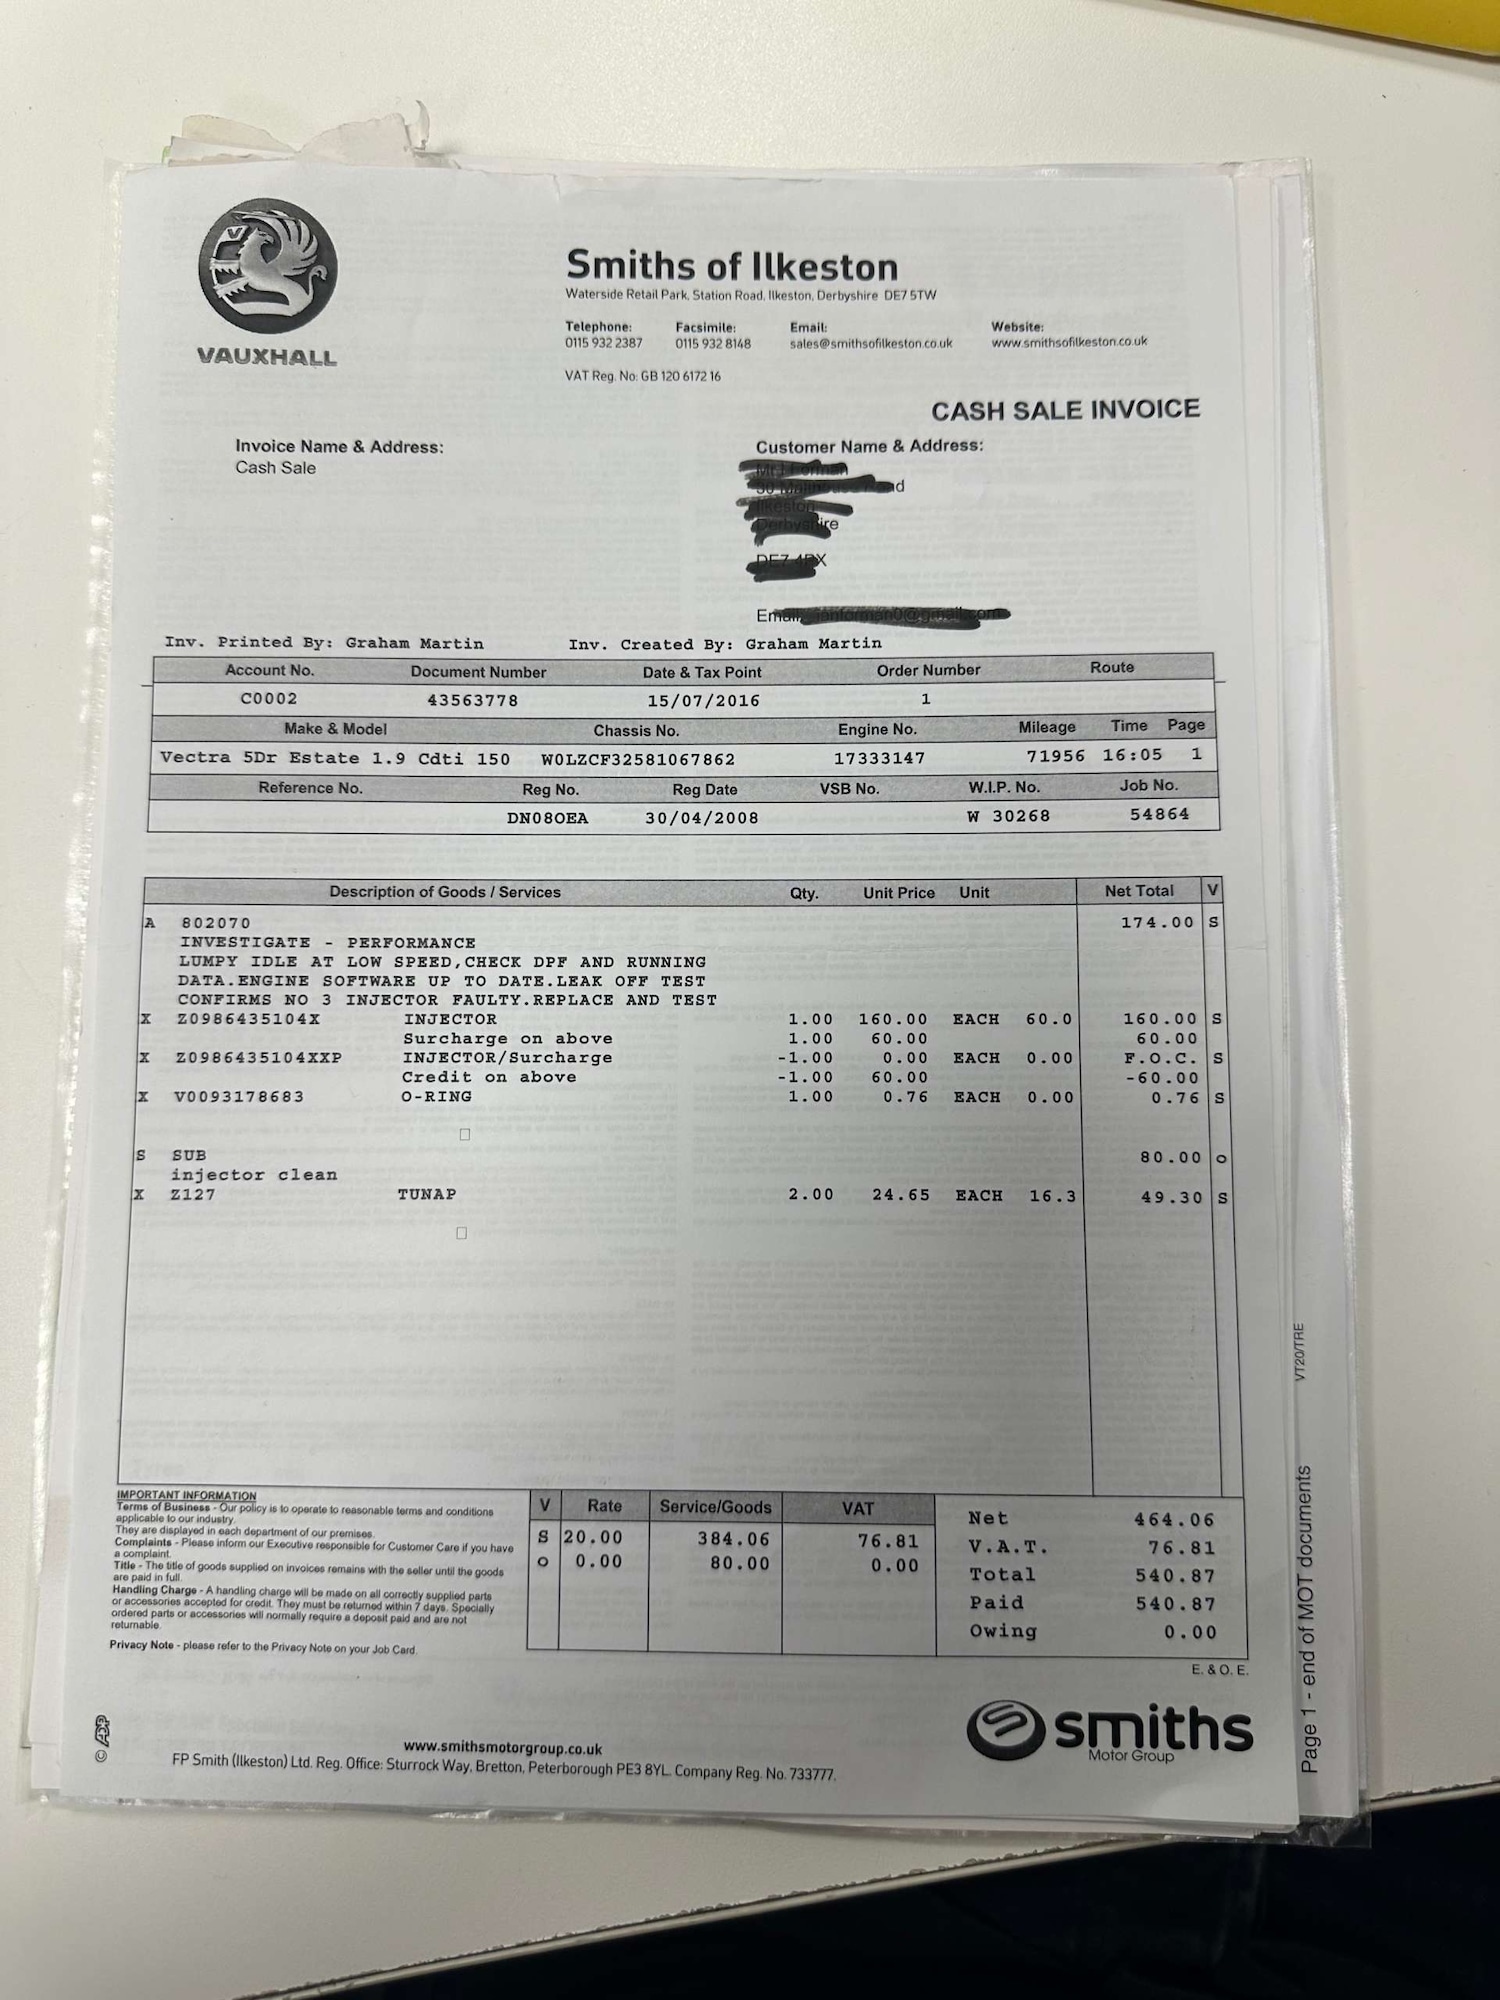 VAUXHALL
Smiths of Ilkeston
Waterside Retail Park, Station Road, Ilkeston, Derbyshire DE7 5TW
Telephone: Facsimile: Email: Website:
0115 932 2387 0115 932 8148 sales@smithsofilkeston.co.uk www.smithsofilkeston.co.uk
VAT Reg. No: GB 120 6172 16
CASH SALE INVOICE
Invoice Name & Address: Customer Name & Address:
Cash Sale
Inv. Printed By: Graham Martin Inv. Created By: Graham Martin
Account No. Document Number Date & Tax Point Order Number Route
C0002 43563778 15/07/2016 1
Make & Model Chassis No. Engine No. Mileage Time Page
Vectra 5Dr Estate 1.9 Cdti 150 W0LZCF32581067862 17333147 71956 16:05 1
Reference No. Reg No. Reg Date VSB No. W.I.P. No. Job No.
DN08OEA 30/04/2008 W 30268 54864
Description of Goods / Services Qty. Unit Price Unit Net Total V
A 802070 174.00 S
INVESTIGATE - PERFORMANCE
LUMPY IDLE AT LOW SPEED,CHECK DPF AND RUNNING
DATA.ENGINE SOFTWARE UP TO DATE.LEAK OFF TEST
CONFIRMS NO 3 INJECTOR FAULTY.REPLACE AND TEST
X Z0986435104X INJECTOR 1.00 160.00 EACH 60.0 160.00 S
Surcharge on above 1.00 60.00 60.00
X Z0986435104XXP INJECTOR/Surcharge -1.00 0.00 EACH 0.00 F.O.C. S
Credit on above -1.00 60.00 -60.00
X V0093178683 O-RING 1.00 0.76 EACH 0.00 0.76 S
S SUB 80.00 o
injector clean
X Z127 TUNAP 2.00 24.65 EACH 16.3 49.30 S
IMPORTANT INFORMATION
Terms of Business - Our policy is to operate to reasonable terms and conditions
applicable to our industry.
They are displayed in each department of our premises.
Complaints - Please inform our Executive responsible for Customer Care if you have
a complaint.
Title - The title of goods supplied on invoices remains with the seller until the goods
are paid in full.
Handling Charge - A handling charge will be made on all correctly supplied parts
or accessories accepted for credit. They must be returned within 7 days. Specially
ordered parts or accessories will normally require a deposit paid and are not
returnable.
Privacy Note - please refer to the Privacy Note on your Job Card.
V Rate Service/Goods VAT
S 20.00 384.06 76.81
o 0.00 80.00 0.00
Net 464.06
V.A.T. 76.81
Total 540.87
Paid 540.87
Owing 0.00
E. & O. E.
© ADP
www.smithsmotorgroup.co.uk
FP Smith (Ilkeston) Ltd. Reg. Office: Sturrock Way, Bretton, Peterborough PE3 8YL. Company Reg. No. 733777.
smiths
Motor Group
Page 1 - end of MOT documents
VT20/TRE